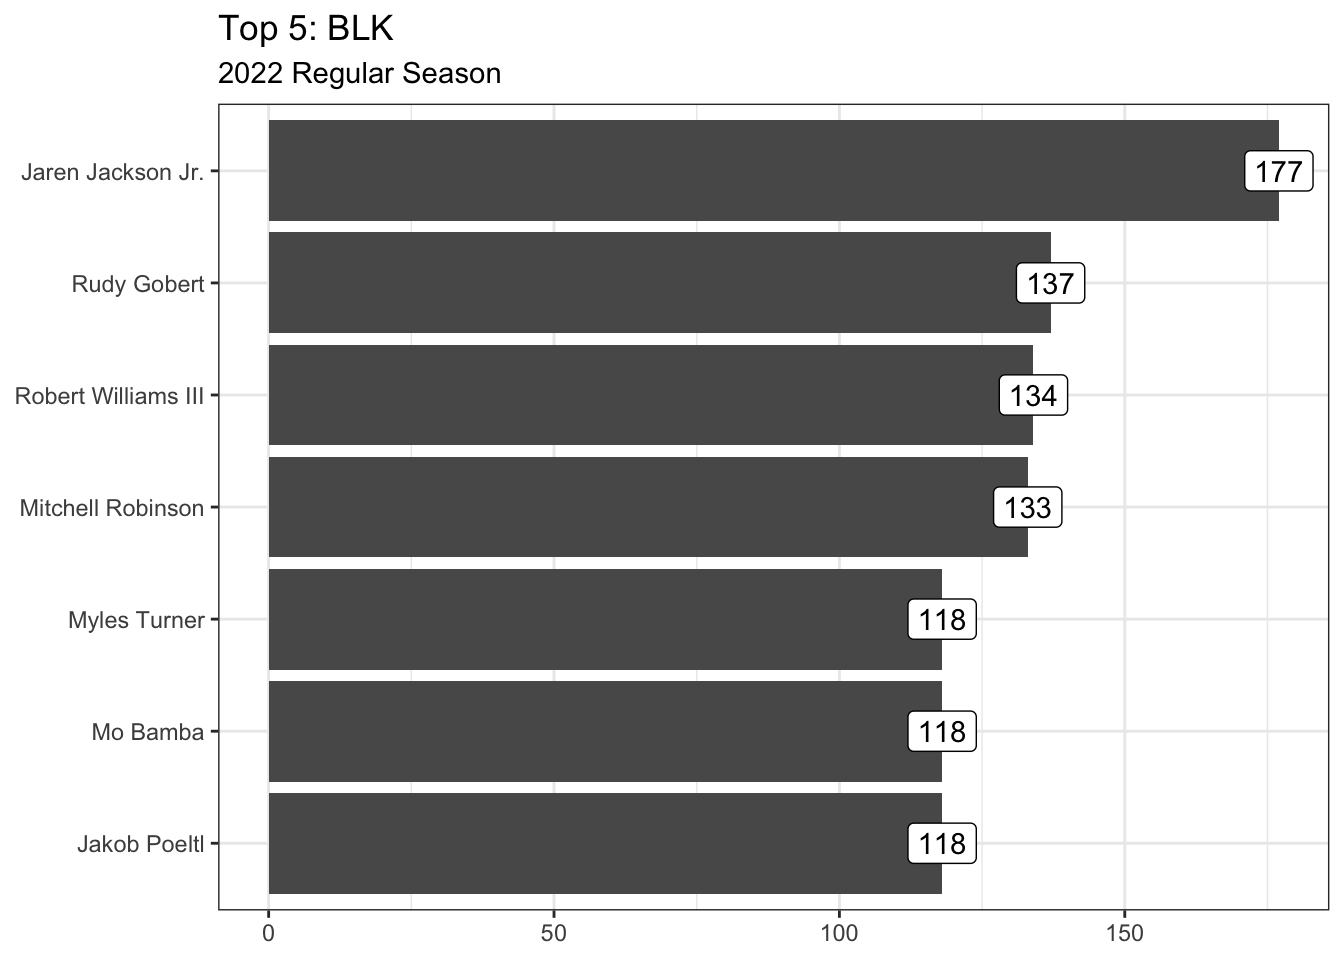 Top 5: BLK
2022 Regular Season
Jaren Jackson Jr.
177
Rudy Gobert
137
Robert Williams III
134
Mitchell Robinson
133
Myles Turner
118
Mo Bamba
118
Jakob Poeltl
118
0 50 100 150